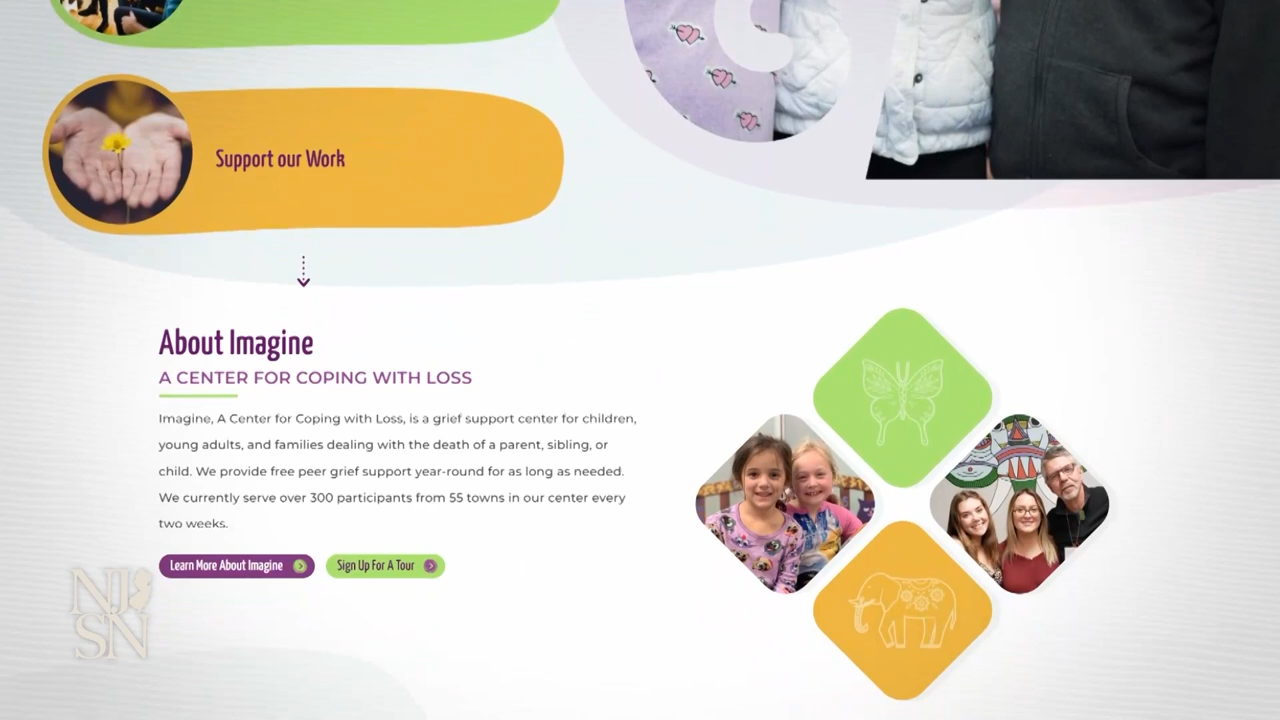 Support our Work
About Imagine
A CENTER FOR COPING WITH LOSS
Imagine, A Center for Coping with Loss, is a grief support center for children,
young adults, and families dealing with the death of a parent, sibling, or
child. We provide free peer grief support year-round for as long as needed.
We currently serve over 300 participants from 55 towns in our center every
two weeks.
Learn More About Imagine
Sign Up For A Tour
NJ
SN